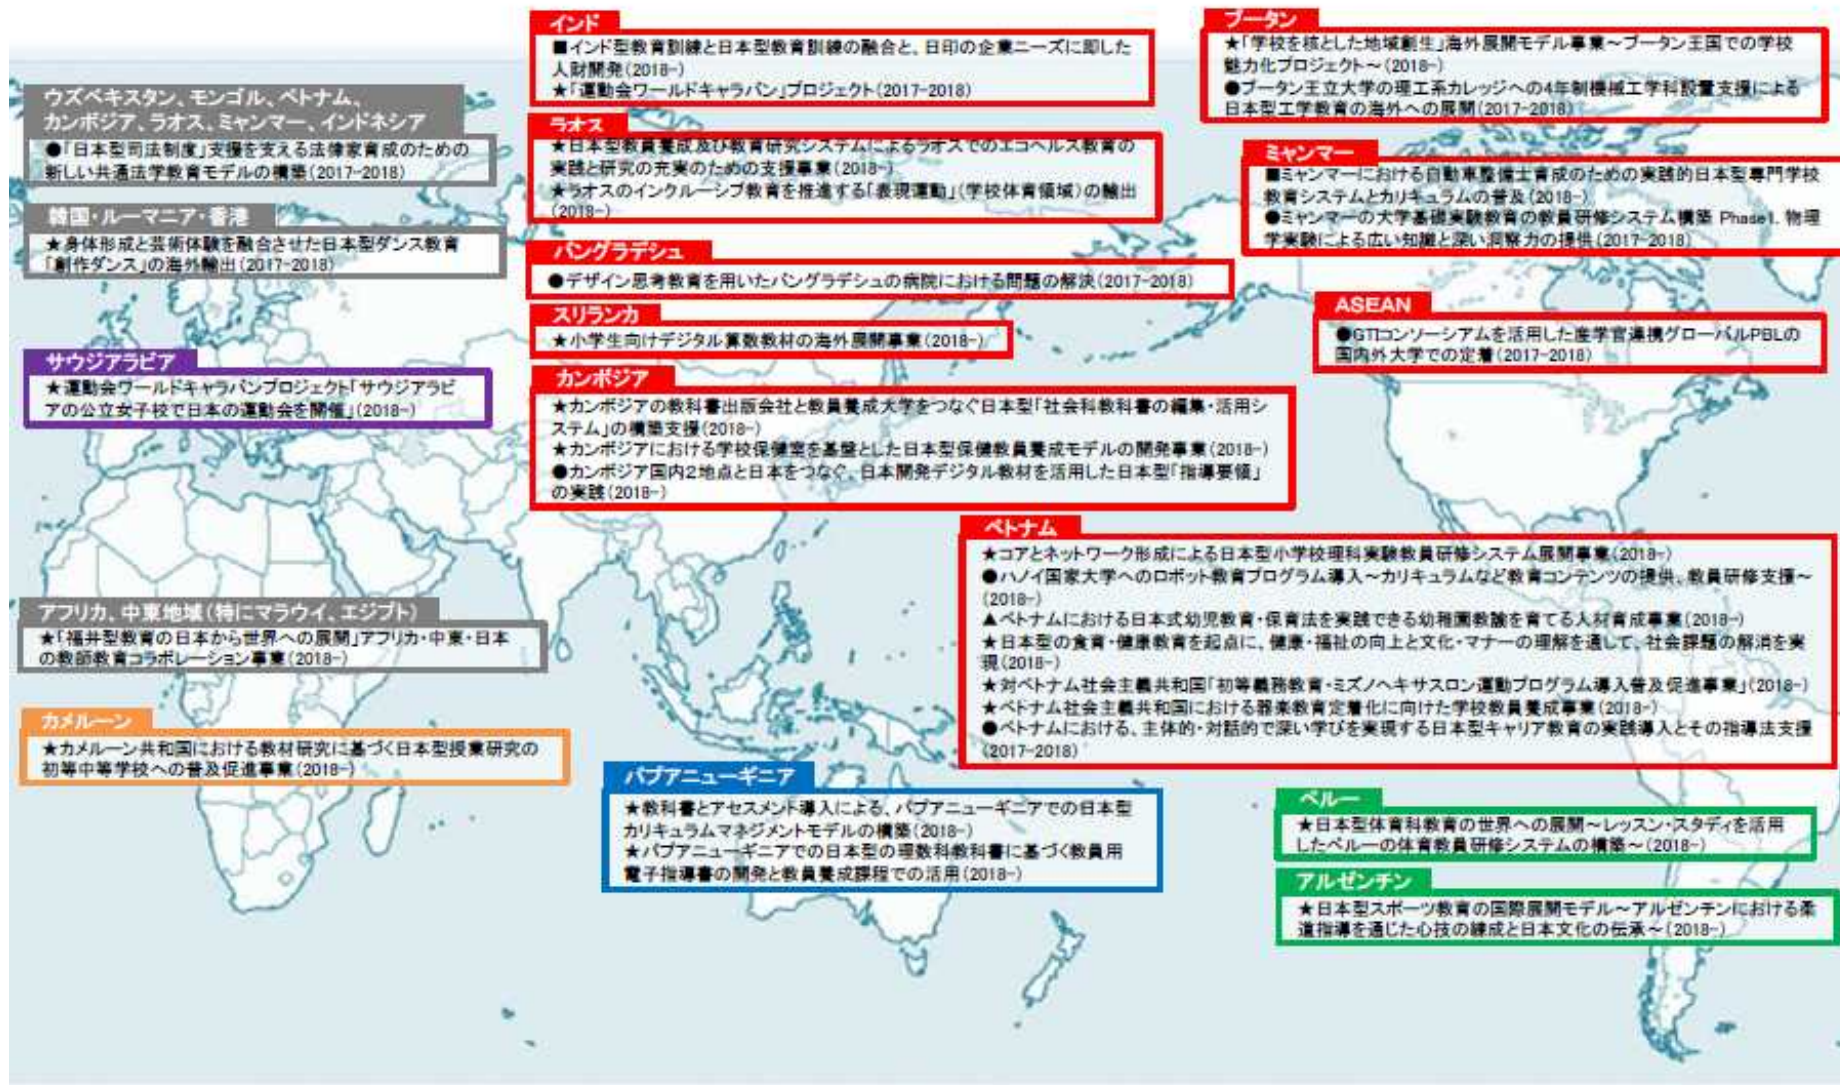 ウズベキスタン、モンゴル、ベトナム、
カンボジア、ラオス、ミャンマー、インドネシア
●「日本型司法制度」支援を支える法律家育成のための
新しい共通法学教育モデルの構築(2017-2018)
韓国・ルーマニア・香港
★身体形成と芸術体験を融合させた日本型ダンス教育
「創作ダンス」の海外輸出(2017-2018)
サウジアラビア
★運動会ワールドキャラバンプロジェクト「サウジアラビ
アの公立女子校で日本の運動会を開催」(2018-)
アフリカ、中東地域(特にマラウイ、エジプト)
★「福井型教育の日本から世界への展開」アフリカ・中東・日本
の教師教育コラボレーション事業(2018-)
カメルーン
★カメルーン共和国における教材研究に基づく日本型授業研究の
初等中等学校への普及促進事業(2018-)
インド
■インド型教育訓練と日本型教育訓練の融合と、日印の企業ニーズに即した
人財開発(2018-)
★「運動会ワールドキャラバン」プロジェクト(2017-2018)
ラオス
★日本型教員養成及び教育研究システムによるラオスでのエコヘルス教育の
実践と研究の充実のための支援事業(2018-)
★ラオスのインクルーシブ教育を推進する「表現運動」(学校体育領域)の輸出
(2018-)
バングラデシュ
●デザイン思考教育を用いたバングラデシュの病院における問題の解決(2017-2018)
スリランカ
★小学生向けデジタル算数教材の海外展開事業(2018-)
カンボジア
★カンボジアの教科書出版会社と教員養成大学をつなぐ日本型「社会科教科書の編集・活用シ
ステム」の構築支援(2018-)
★カンボジアにおける学校保健室を基盤とした日本型保健教員養成モデルの開発事業(2018-)
●カンボジア国内2地点と日本をつなぐ、日本開発デジタル教材を活用した日本型「指導要領」
の実践(2018-)
ブータン
★「学校を核とした地域創生」海外展開モデル事業～ブータン王国での学校
魅力化プロジェクト～(2018-)
●ブータン王立大学の理工系カレッジへの4年制機械工学科設置支援による
日本型工学教育の海外への展開(2017-2018)
ミャンマー
■ミャンマーにおける自動車整備士育成のための実践的日本型専門学校
教育システムとカリキュラムの普及(2018-)
●ミャンマーの大学基礎実験教育の教員研修システム構築 Phase1. 物理
学実験による広い知識と深い洞察力の提供(2017-2018)
ASEAN
●GTIコンソーシアムを活用した産学官連携グローバルPBLの
国内外大学での定着(2017-2018)
ベトナム
★コアとネットワーク形成による日本型小学校理科実験教員研修システム展開事業(2018-)
●ハノイ国家大学へのロボット教育プログラム導入～カリキュラムなど教育コンテンツの提供、教員研修支援～
(2018-)
▲ベトナムにおける日本式幼児教育・保育法を実践できる幼稚園教諭を育てる人材育成事業(2018-)
★日本型の食育・健康教育を起点に、健康・福祉の向上と文化・マナーの理解を通して、社会課題の解消を実
現(2018-)
★対ベトナム社会主義共和国「初等義務教育・ミズノヘキサスロン運動プログラム導入普及促進事業」(2018-)
★ベトナム社会主義共和国における器楽教育定着化に向けた学校教員養成事業(2018-)
●ベトナムにおける、主体的・対話的で深い学びを実現する日本型キャリア教育の実践導入とその指導法支援
(2017-2018)
パプアニューギニア
★教科書とアセスメント導入による、パプアニューギニアでの日本型
カリキュラムマネジメントモデルの構築(2018-)
★パプアニューギニアでの日本型の理数科教科書に基づく教員用
電子指導書の開発と教員養成課程での活用(2018-)
ペルー
★日本型体育科教育の世界への展開～レッスン・スタディを活用
したペルーの体育教員研修システムの構築～(2018-)
アルゼンチン
★日本型スポーツ教育の国際展開モデル～アルゼンチンにおける柔
道指導を通じた心技の練成と日本文化の伝承～(2018-)